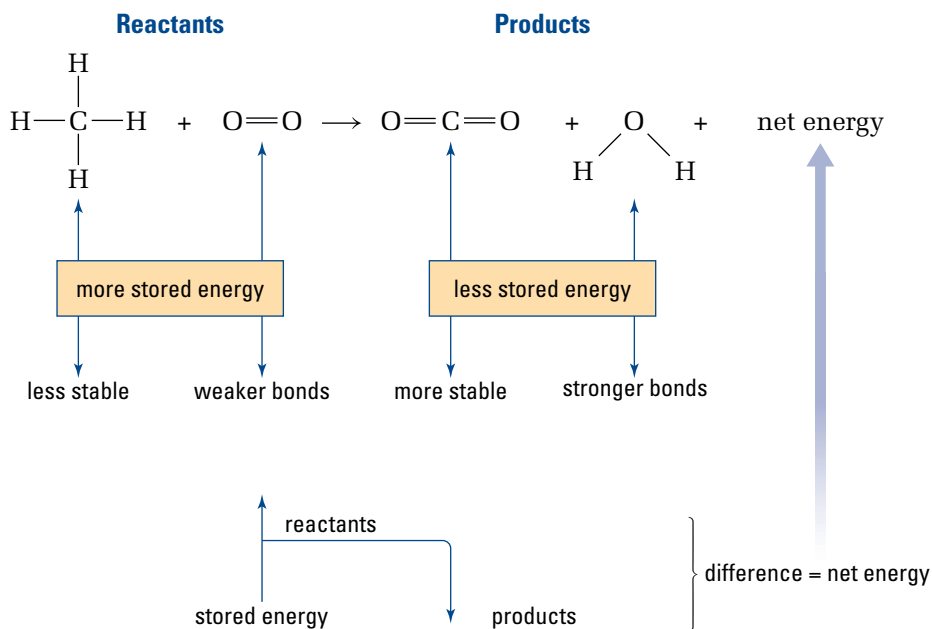 Reactants Products
H
H—C—H + O=O → O=C=O + O + net energy
H H H
more stored energy less stored energy
less stable weaker bonds more stable stronger bonds
reactants
difference = net energy
stored energy products